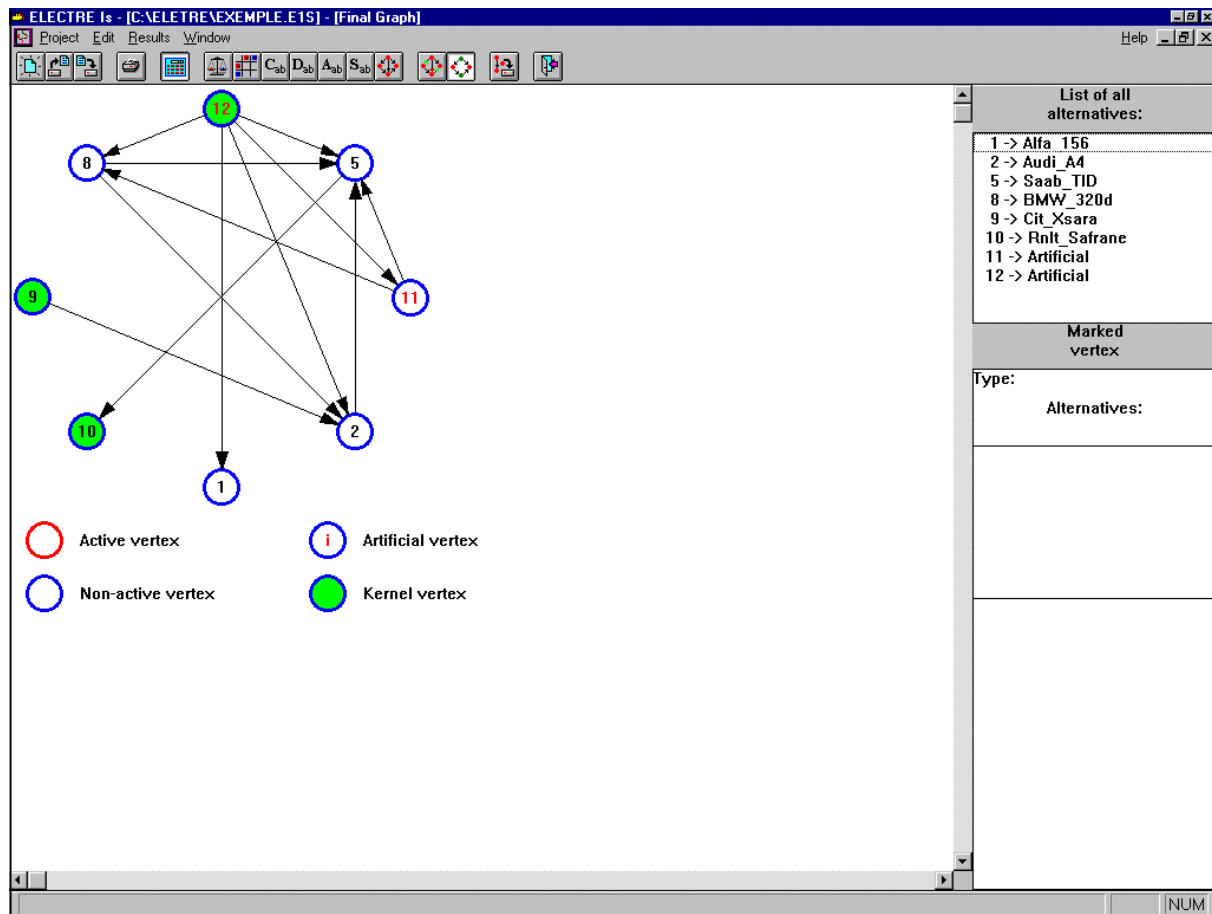 ELECTRE Is - [C:\ELETRE\EXEMPLE.E1S] - [Final Graph]
Project Edit Results Window Help
Cab Dab Aab Sab
List of all
alternatives:
1 -> Alfa_156
2 -> Audi_A4
5 -> Saab_TID
8 -> BMW_320d
9 -> Cit_Xsara
10 -> Rnlt_Safrane
11 -> Artificial
12 -> Artificial
Marked
vertex
Type:
Alternatives:
12
8
5
9
11
10
2
1
Active vertex
i Artificial vertex
Non-active vertex
Kernel vertex
NUM